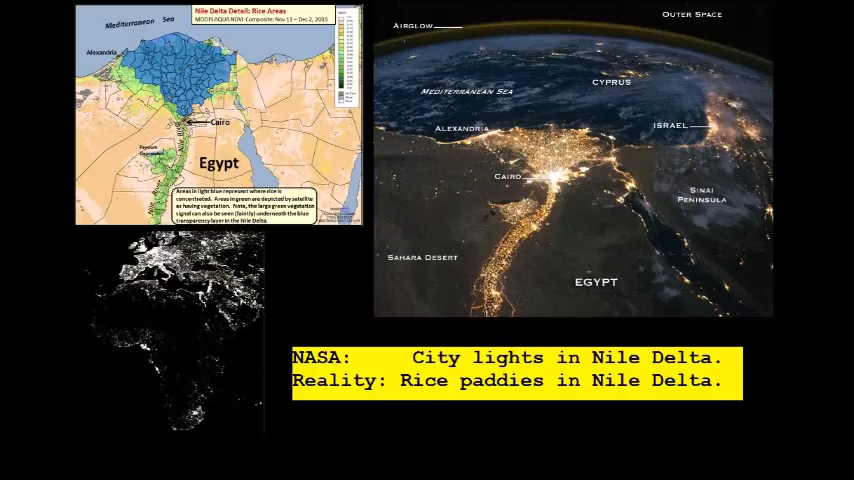 Mediterranean Sea
Nile Delta Detail: Rice Areas
MODIS AQUA NDVI Composite: Nov 13 – Dec 2, 2015
Alexandria
Cairo
Egypt
Nile
Areas in light blue represent where rice is
concentrated. Areas in green are depicted by satellite
as having vegetation. Note, the large green vegetation
signal can also be seen (faintly) underneath the blue
transparency layer in the Nile Delta.
OUTER SPACE
AIRGLOW
CYPRUS
MEDITERRANEAN SEA
ISRAEL
ALEXANDRIA
CAIRO
SINAI
PENINSULA
SAHARA DESERT
EGYPT
NASA: City lights in Nile Delta.
Reality: Rice paddies in Nile Delta.